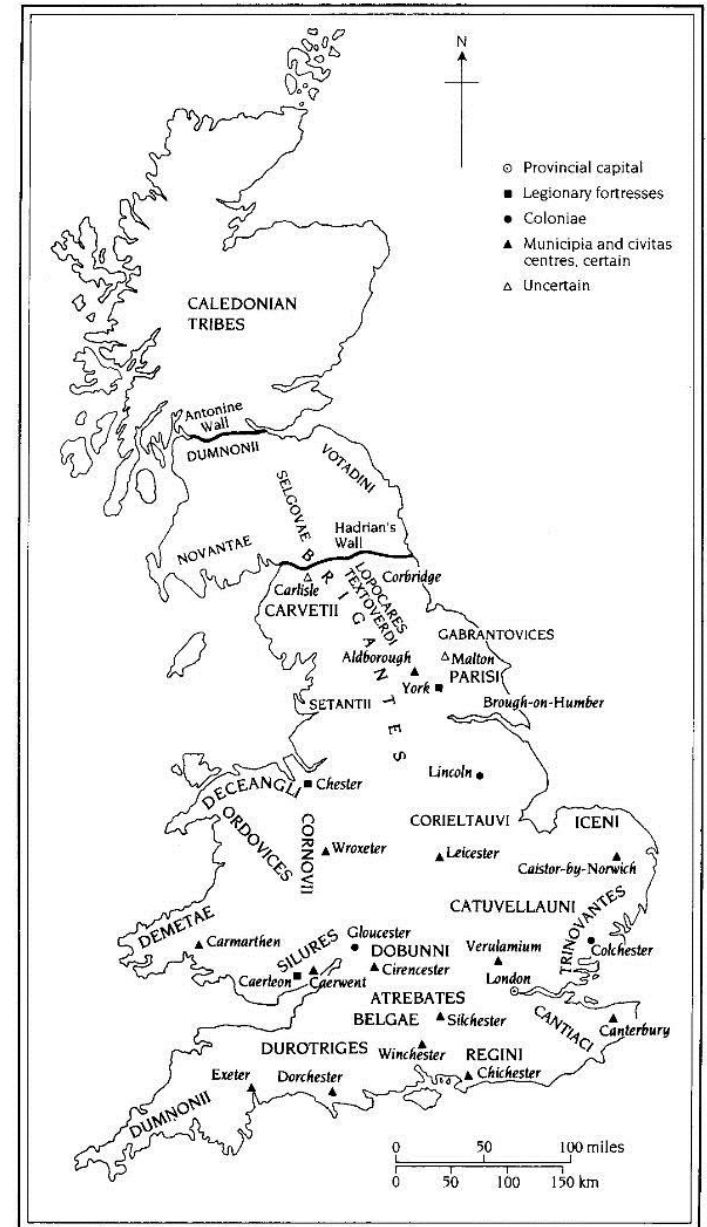 N
Provincial capital
Legionary fortresses
Coloniae
Municipia and civitas
centres, certain
Uncertain
CALEDONIAN
TRIBES
Antonine
Wall
DUMNONII
VOTADINI
SELGOVAE
NOVANTAE
Hadrian's
Wall
BRIGANTES
LOPOCARES
TEXTOVERDI
Corbridge
Carlisle
CARVETII
GABRANTOVICES
Aldborough
Malton
PARISI
York
SETANTII
Brough-on-Humber
Lincoln
DECEANGLI
Chester
ORDOVICES
CORNOVII
CORIELTAUVI
ICENI
Wroxeter
Leicester
Caistor-by-Norwich
CATUVELLAUNI
TRINOVANTES
DEMETAE
Carmarthen
SILURES
Gloucester
DOBUNNI
Verulamium
Colchester
Caerleon
Caerwent
Cirencester
London
ATREBATES
BELGAE
Silchester
CANTIACI
Canterbury
DUROTRIGES
Winchester
REGINI
Exeter
Dorchester
Chichester
DUMNONII
0 50 100 miles
0 50 100 150 km